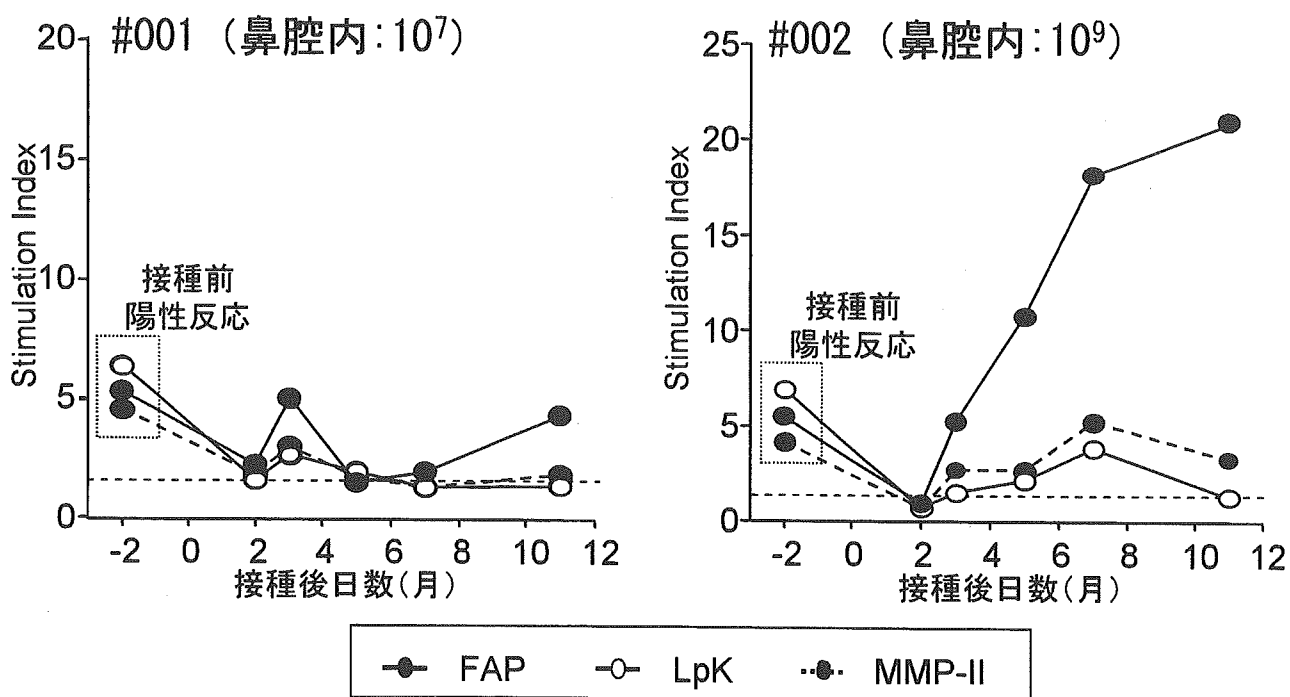 #001 (鼻腔内:10⁷)
20
15
10
5
0
Stimulation Index
接種前
陽性反応
-2 0 2 4 6 8 10 12
接種後日数(月)
#002 (鼻腔内:10⁹)
25
20
15
10
5
0
Stimulation Index
接種前
陽性反応
-2 0 2 4 6 8 10 12
接種後日数(月)
FAP LpK MMP-II